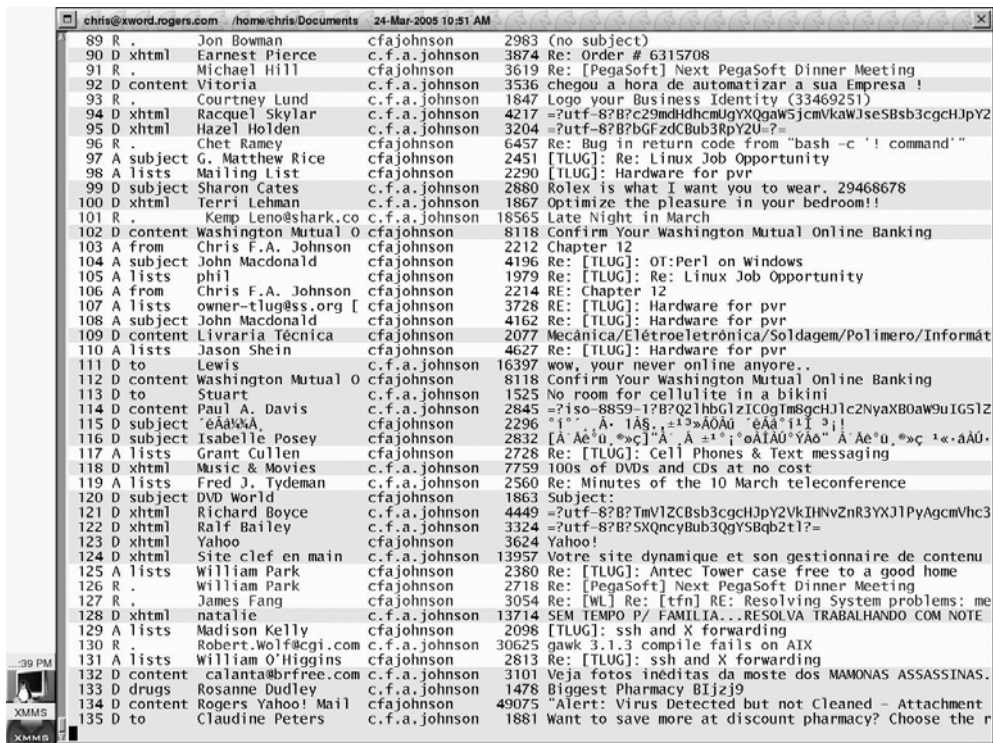 chris@xword.rogers.com /home/chris/Documents 24-Mar-2005 10:51 AM
89 R . Jon Bowman cfajohnson 2983 (no subject)
90 D xhtml Earnest Pierce c.f.a.johnson 3874 Re: Order # 6315708
91 R . Michael Hill cfajohnson 3619 Re: [PegaSoft] Next PegaSoft Dinner Meeting
92 D content Vitoria c.f.a.johnson 3536 chegou a hora de automatizar a sua Empresa !
93 R . Courtney Lund c.f.a.johnson 1847 Logo your Business Identity (33469251)
94 D xhtml Racquel Skylar c.f.a.johnson 4217
95 D xhtml Hazel Holden c.f.a.johnson 3204 =?utf-8?B?bGFzdCBub3RpY2U=?=
96 R . Chet Ramey c.f.a.johnson 6457 Re: Bug in return code from "bash -c '! command'"
97 A subject G. Matthew Rice cfajohnson 2451 [TLUG]: Re: Linux Job Opportunity
98 A lists Mailing List cfajohnson 2290 [TLUG]: Hardware for pvr
99 D subject Sharon Cates c.f.a.johnson 2880 Rolex is what I want you to wear. 29468678
100 D xhtml Terri Lehman c.f.a.johnson 1867 Optimize the pleasure in your bedroom!!
101 R . Kemp Leno@shark.co c.f.a.johnson 18565 Late Night in March
102 D content Washington Mutual O cfajohnson 8118 Confirm Your Washington Mutual Online Banking
103 A from Chris F.A. Johnson cfajohnson 2212 Chapter 12
104 A subject John Macdonald cfajohnson 4196 Re: [TLUG]: OT:Perl on Windows
105 A lists phil cfajohnson 1979 Re: [TLUG]: Re: Linux Job Opportunity
106 A from Chris F.A. Johnson cfajohnson 2214 RE: Chapter 12
107 A lists owner-tlug@ss.org [ cfajohnson 3728 RE: [TLUG]: Hardware for pvr
108 A subject John Macdonald cfajohnson 4162 Re: [TLUG]: Hardware for pvr
109 D content Livraria Técnica cfajohnson 2077 Mecânica/Elétroeletrônica/Soldagem/Polimero/Informát
110 A lists Jason Shein cfajohnson 4627 Re: [TLUG]: Hardware for pvr
111 D to Lewis cfajohnson 16397 wow, your never online anyore..
112 D content Washington Mutual O cfajohnson 8118 Confirm Your Washington Mutual Online Banking
113 D to Stuart cfajohnson 1525 No room for cellulite in a bikini
114 D content Paul A. Davis cfajohnson 2845
115 D subject cfajohnson 2296
116 D subject Isabelle Posey cfajohnson 2832
117 A lists Grant Cullen cfajohnson 2728 Re: [TLUG]: Cell Phones & Text messaging
118 D xhtml Music & Movies cfajohnson 7759 100s of DVDs and CDs at no cost
119 A lists Fred J. Tydeman c.f.a.johnson 2560 Re: Minutes of the 10 March teleconference
120 D subject DVD World cfajohnson 1863 Subject:
121 D xhtml Richard Boyce cfajohnson 4449
122 D xhtml Ralf Bailey cfajohnson 3324 =?utf-8?B?SXQncyBub3QgYSBqb2tl?=
123 D xhtml Yahoo cfajohnson 3624 Yahoo!
124 D xhtml Site clef en main c.f.a.johnson 13957 Votre site dynamique et son gestionnaire de contenu
125 A lists William Park cfajohnson 2380 Re: [TLUG]: Antec Tower case free to a good home
126 R . William Park cfajohnson 2718 Re: [PegaSoft] Next PegaSoft Dinner Meeting
127 R . James Fang cfajohnson 3054 Re: [WL] Re: [tfn] RE: Resolving System problems: me
128 D xhtml natalie c.f.a.johnson 13714 SEM TEMPO P/ FAMILIA...RESOLVA TRABALHANDO COM NOTE
129 A lists Madison Kelly cfajohnson 2098 [TLUG]: ssh and X forwarding
130 R . Robert.Wolf@cgi.com c.f.a.johnson 30625 gawk 3.1.3 compile fails on AIX
131 A lists William O'Higgins cfajohnson 2813 Re: [TLUG]: ssh and X forwarding
132 D content calanta@brfree.com c.f.a.johnson 3101 Veja fotos inéditas da moste dos MAMONAS ASSASSINAS.
133 D drugs Rosanne Dudley c.f.a.johnson 1478 Biggest Pharmacy BIjzj9
134 D content Rogers Yahoo! Mail cfajohnson 49075 "Alert: Virus Detected but not Cleaned - Attachment
135 D to Claudine Peters c.f.a.johnson 1881 Want to save more at discount pharmacy? Choose the r
...:39 PM
XMMS
XMMS